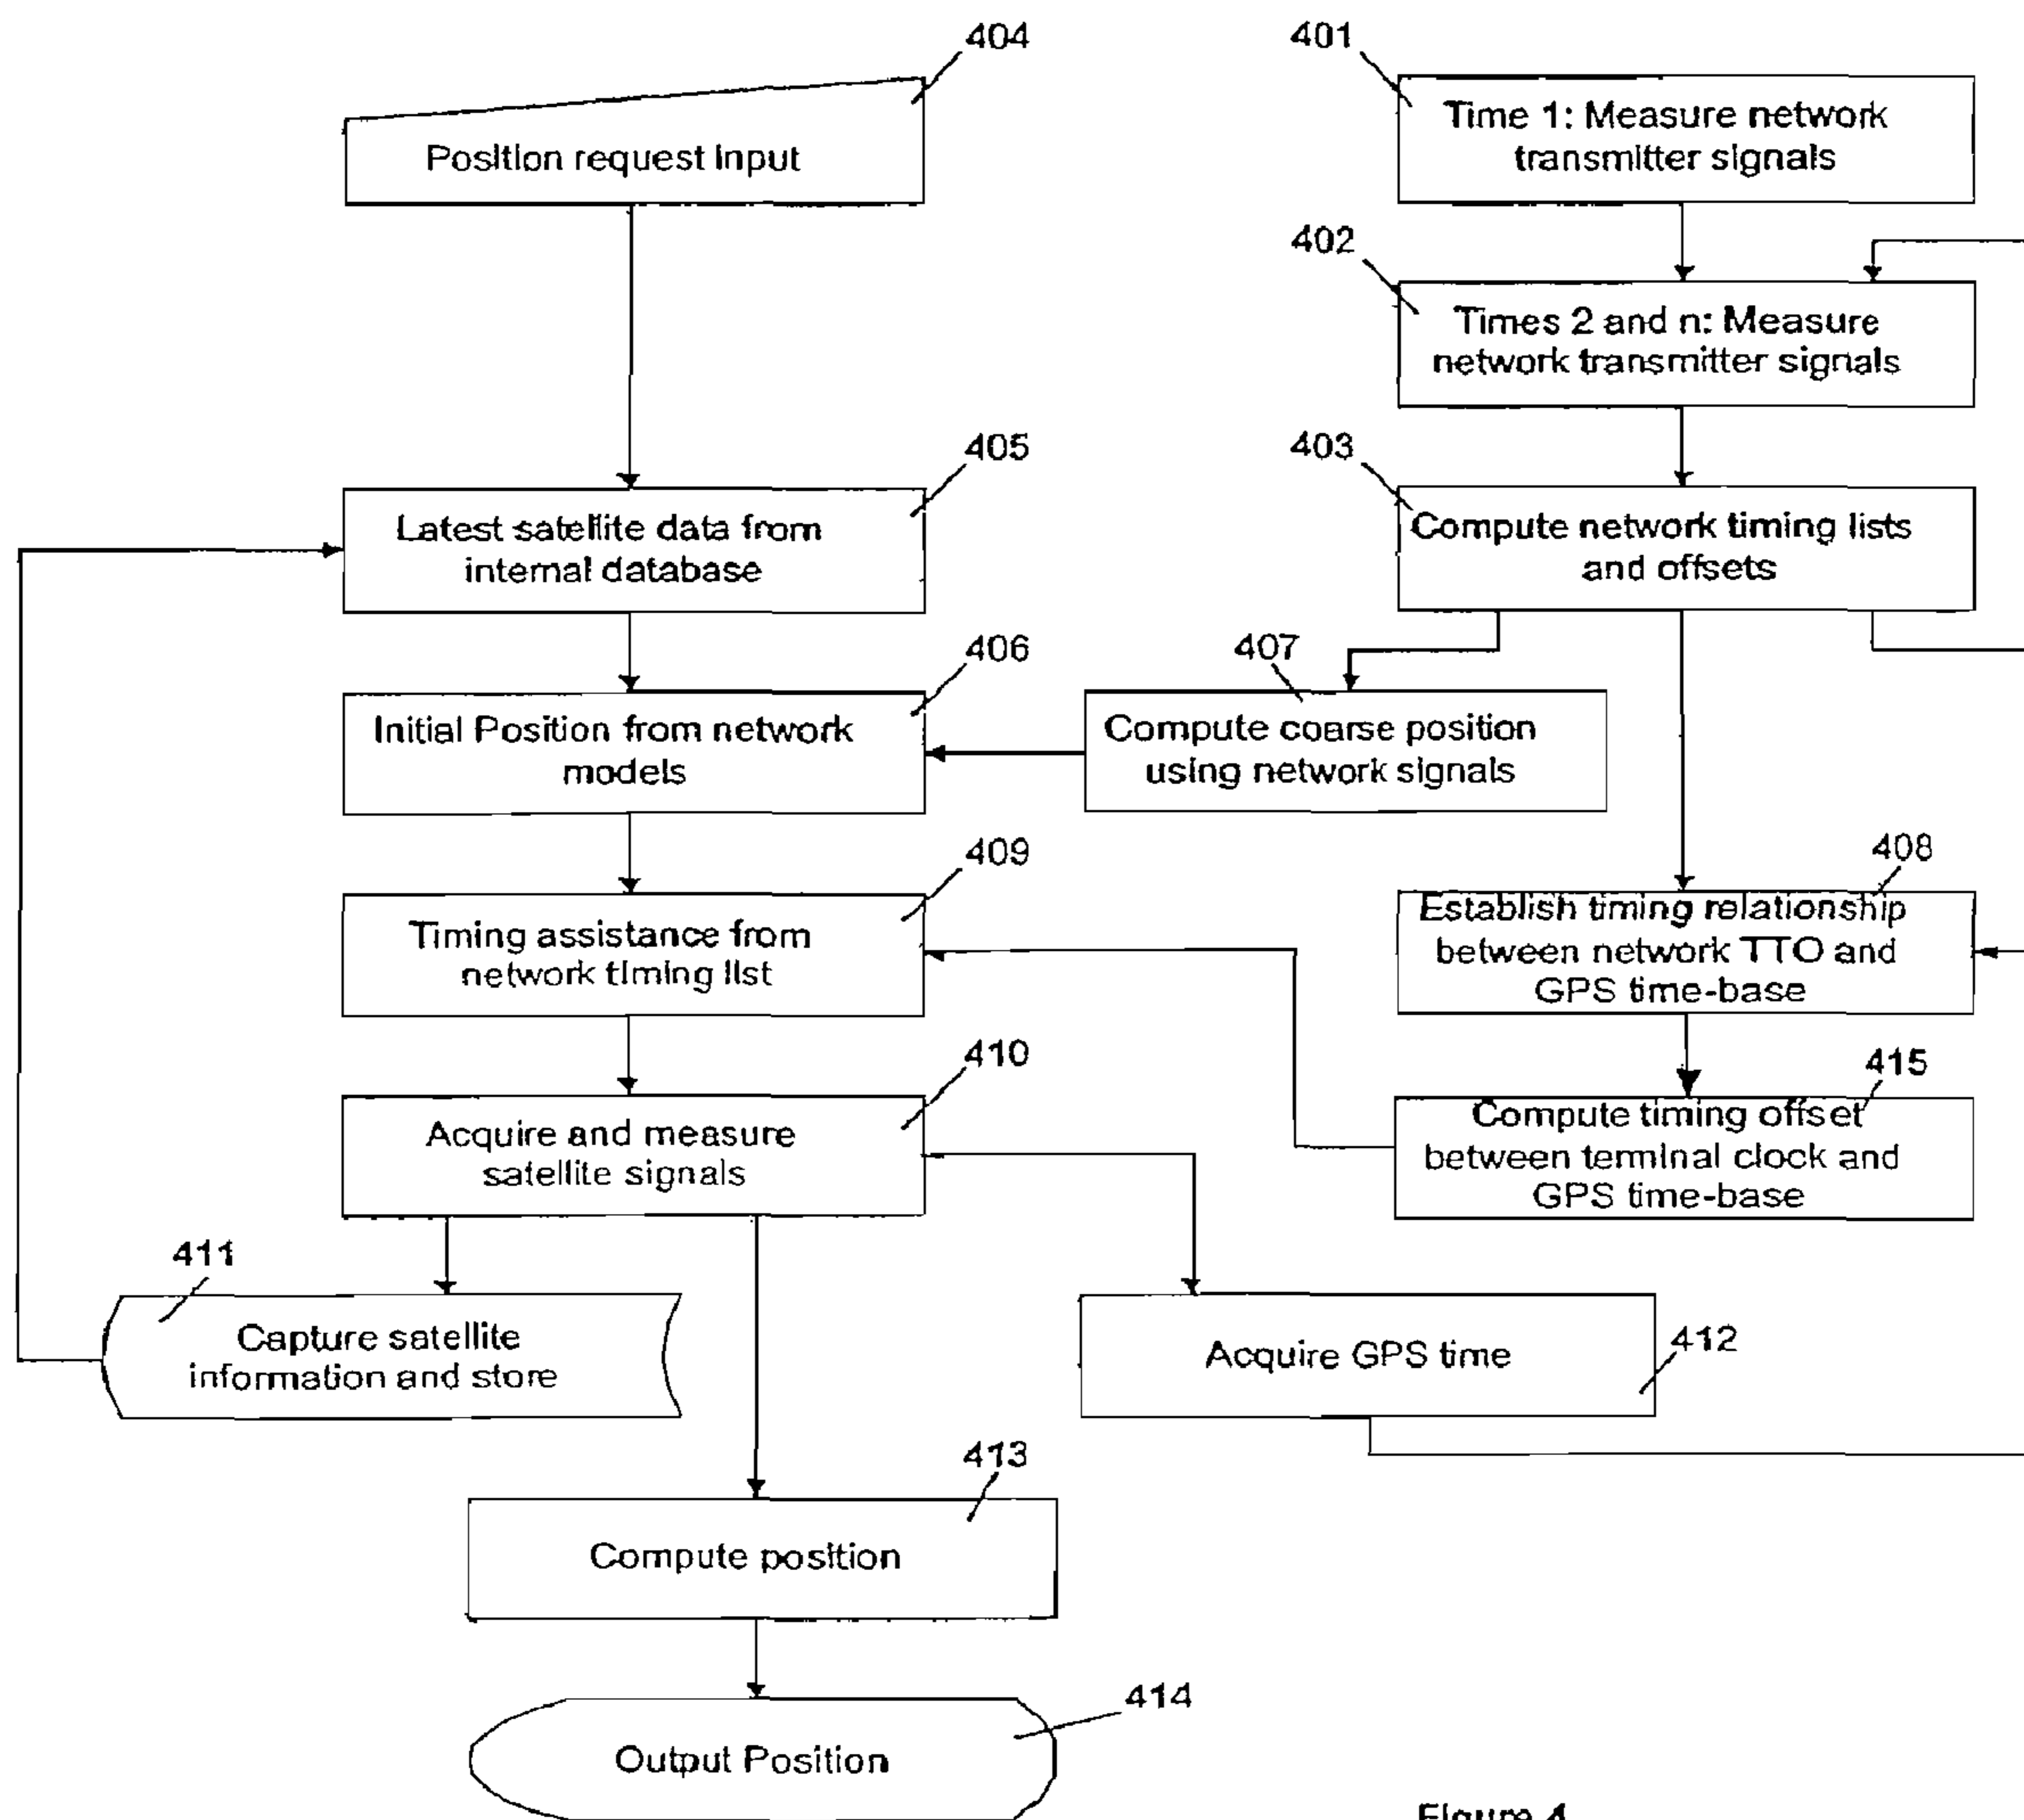 404
Position request input
401
Time 1: Measure network
transmitter signals
402
Times 2 and n: Measure
network transmitter signals
403
Compute network timing lists
and offsets
405
Latest satellite data from
internal database
406
Initial Position from network
models
407
Compute coarse position
using network signals
408
Establish timing relationship
between network TTO and
GPS time-base
409
Timing assistance from
network timing list
410
Acquire and measure
satellite signals
415
Compute timing offset
between terminal clock and
GPS time-base
411
Capture satellite
information and store
412
Acquire GPS time
413
Compute position
414
Output Position
Figure 4